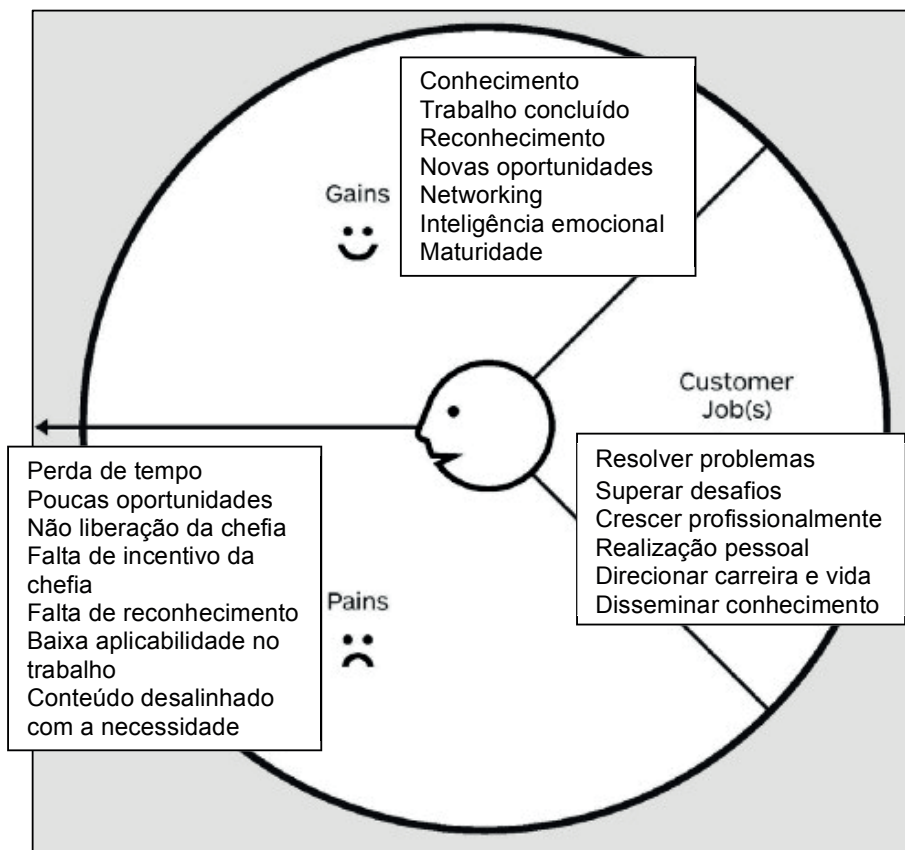 Conhecimento
Trabalho concluído
Reconhecimento
Novas oportunidades
Networking
Inteligência emocional
Maturidade
Gains
Customer
Job(s)
Resolver problemas
Superar desafios
Crescer profissionalmente
Realização pessoal
Direcionar carreira e vida
Disseminar conhecimento
Perda de tempo
Poucas oportunidades
Não liberação da chefia
Falta de incentivo da
chefia
Falta de reconhecimento
Baixa aplicabilidade no
trabalho
Conteúdo desalinhado
com a necessidade
Pains